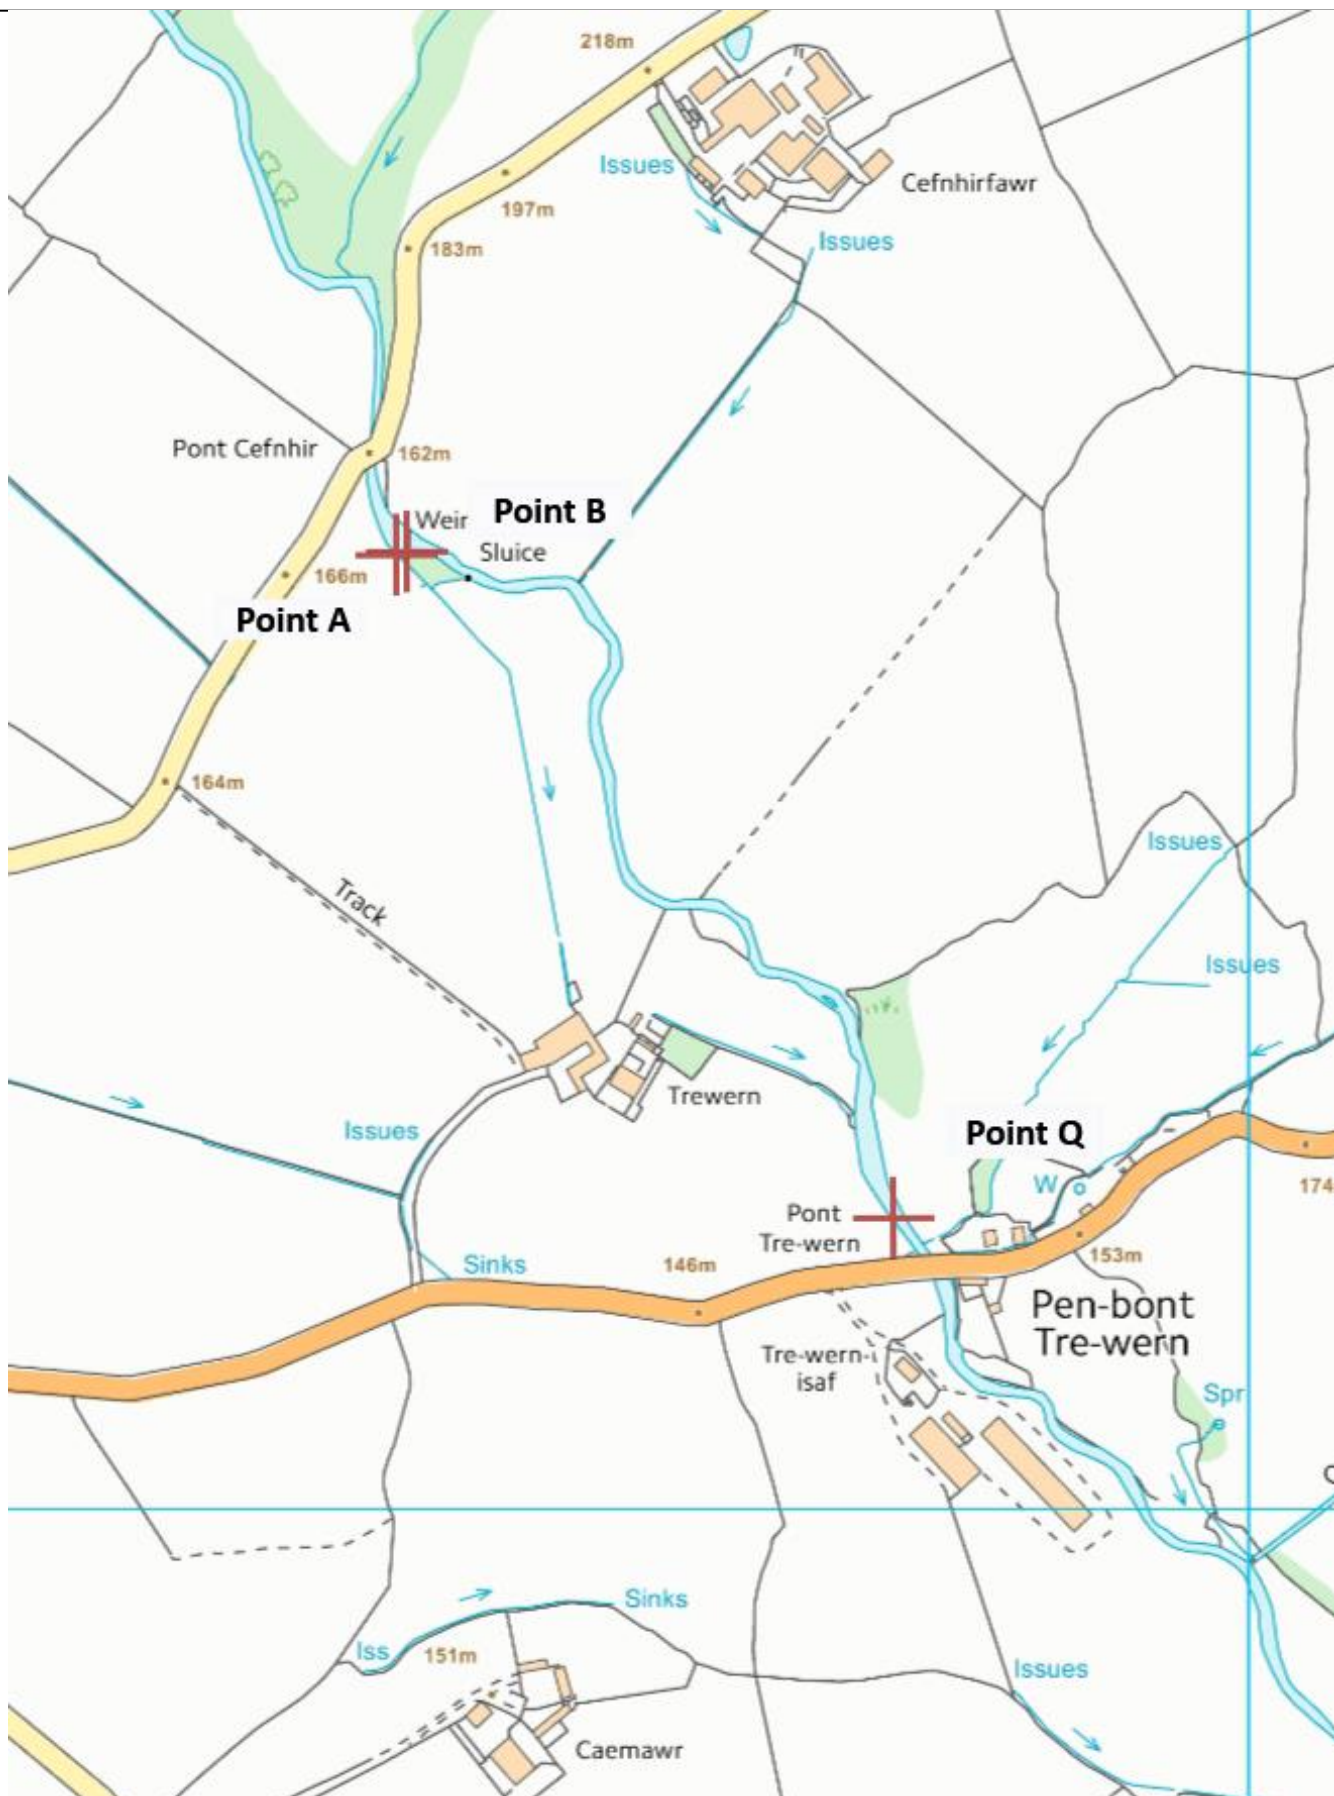 218m
Issues
Cefnhirfawr
197m
183m
Issues
Pont Cefnhir
162m
Weir
Point B
Sluice
166m
Point A
164m
Issues
Track
Issues
Trewern
Issues
Point Q
W
174
Pont
Tre-wern
153m
Sinks
146m
Pen-bont
Tre-wern
Tre-wern-
isaf
Spr
Sinks
Iss
151m
Issues
Caemawr